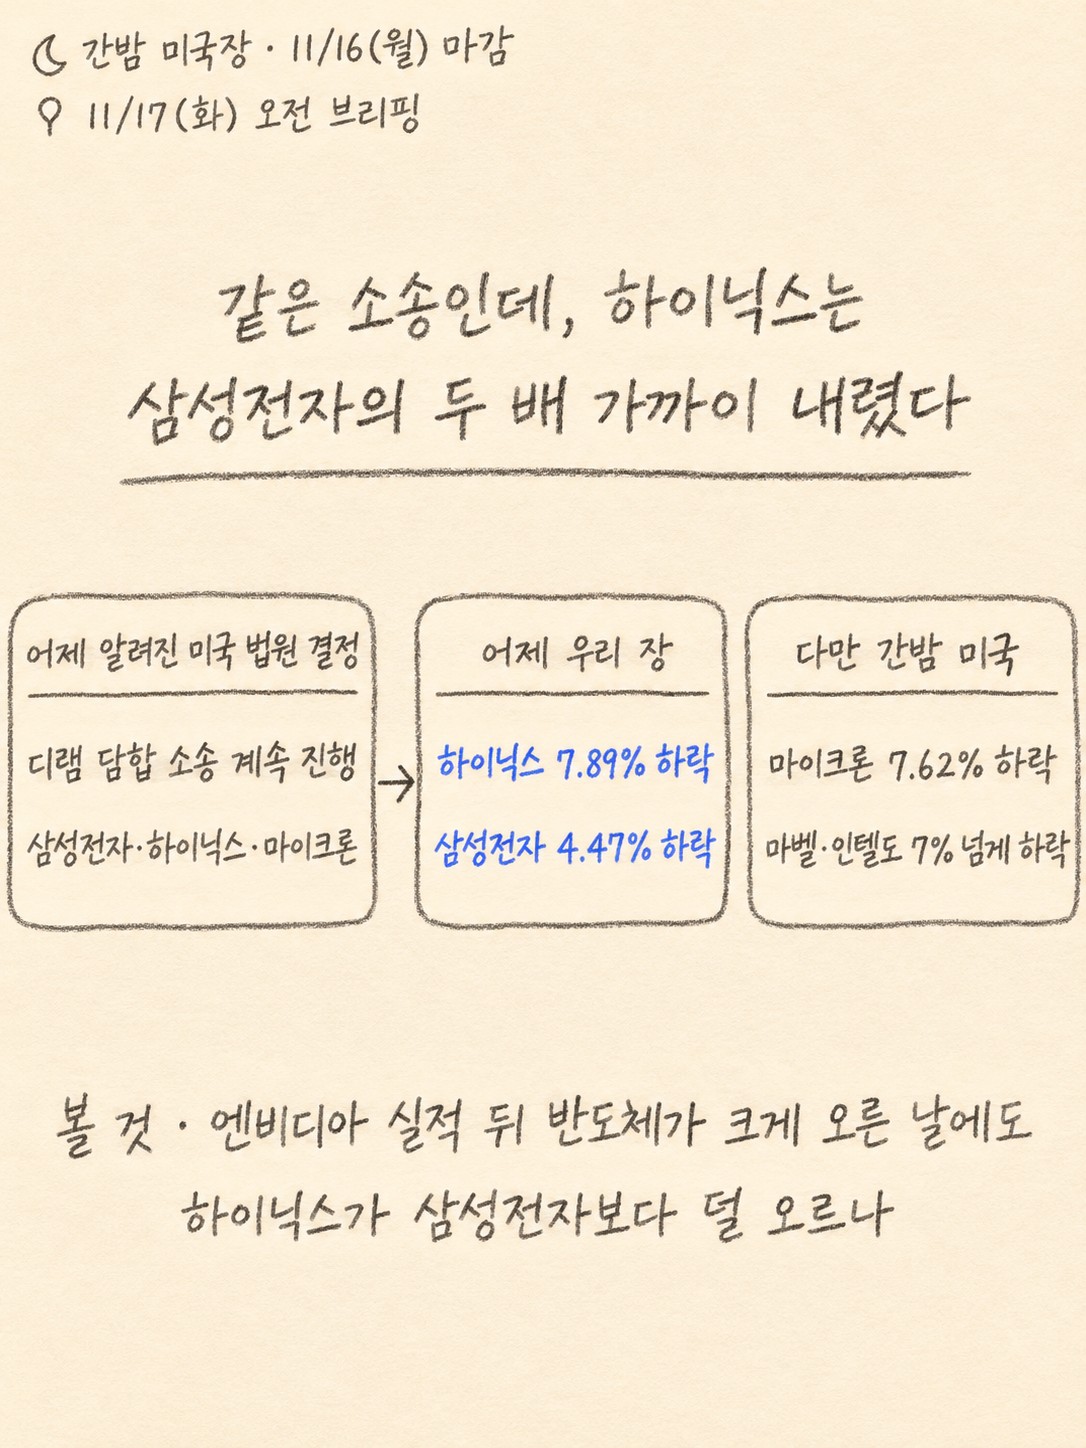 간밤 미국장 · 11/16(월) 마감
11/17(화) 오전 브리핑
같은 소송인데, 하이닉스는
삼성전자의 두 배 가까이 내렸다
어제 알려진 미국 법원 결정
디램 담합 소송 계속 진행
삼성전자·하이닉스·마이크론
어제 우리 장
하이닉스 7.89% 하락
삼성전자 4.47% 하락
다만 간밤 미국
마이크론 7.62% 하락
마벨·인텔도 7% 넘게 하락
볼 것 · 엔비디아 실적 뒤 반도체가 크게 오른 날에도
하이닉스가 삼성전자보다 덜 오르나